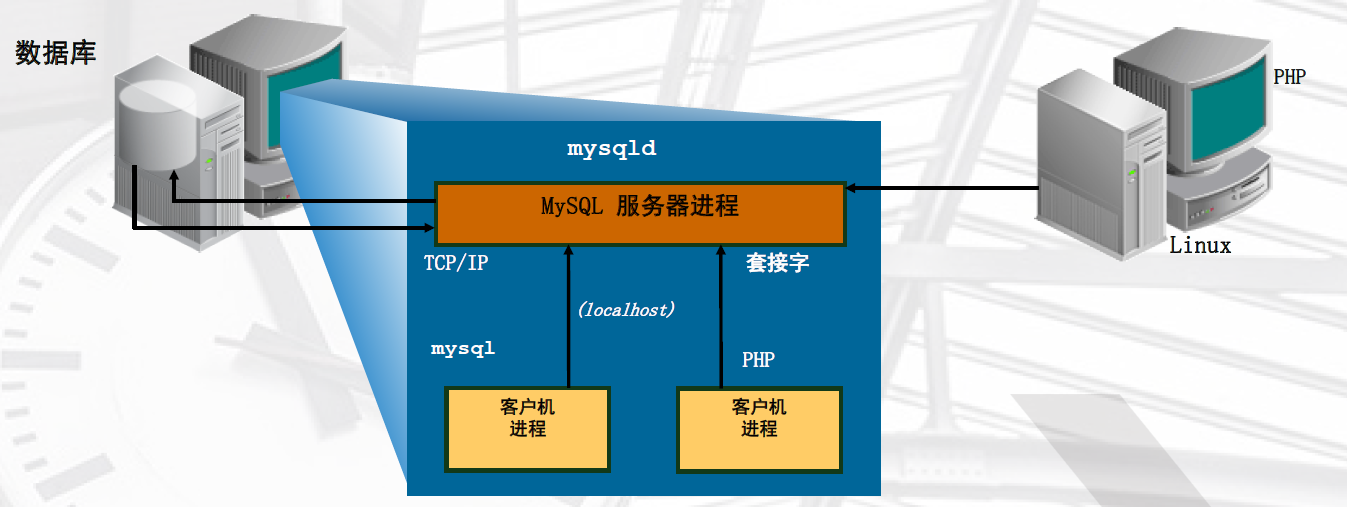 数据库
PHP
mysqld
MySQL 服务器进程
Linux
TCP/IP
套接字
(localhost)
mysql
PHP
客户机
进程
客户机
进程